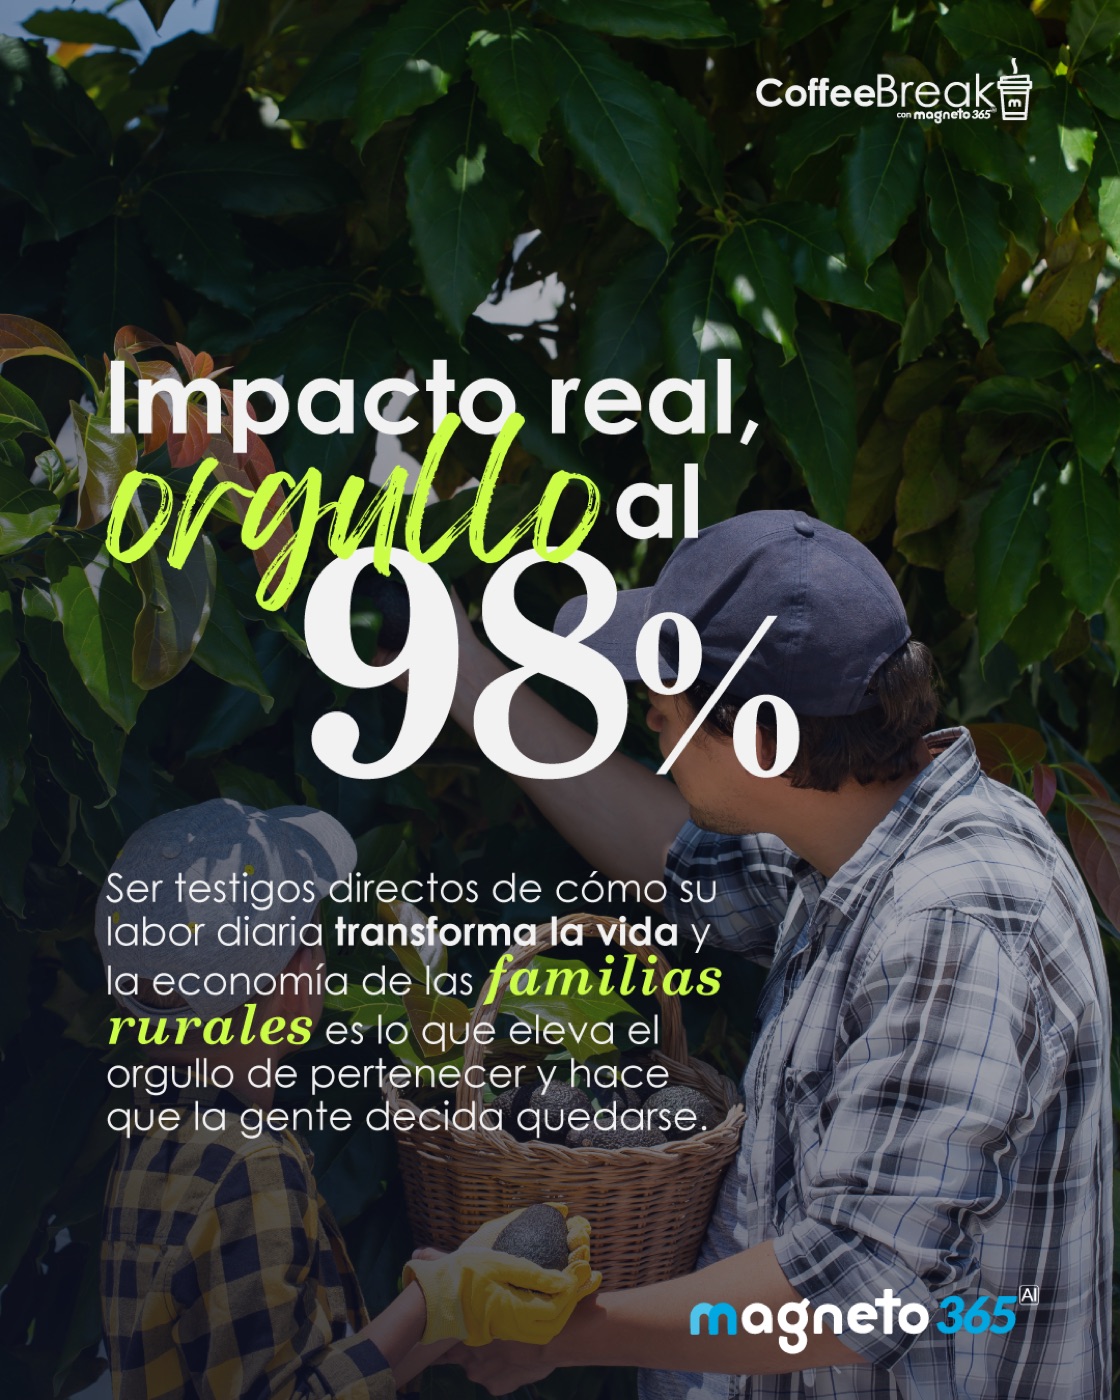 CoffeeBreak
con magneto365
m
Impacto real,
orgullo al
98%
Ser testigos directos de cómo su
labor diaria transforma la vida y
la economía de las familias
rurales es lo que eleva el
orgullo de pertenecer y hace
que la gente decida quedarse.
magneto 365 AI